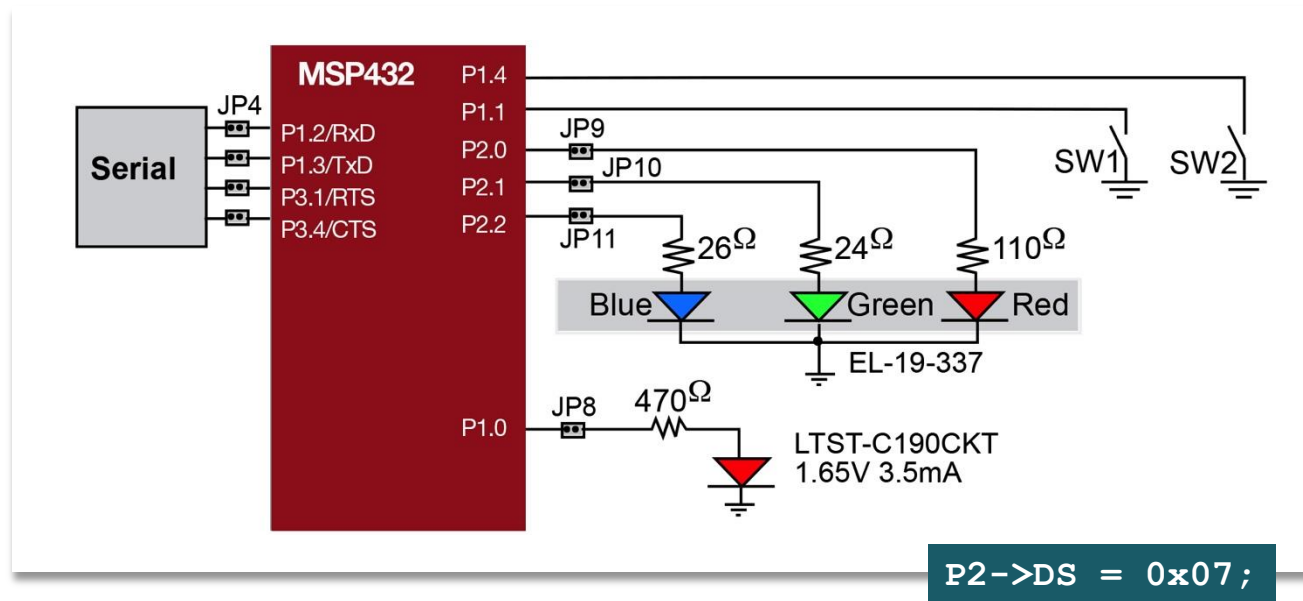 MSP432
Serial
JP4
P1.2/RxD
P1.3/TxD
P3.1/RTS
P3.4/CTS
P1.4
P1.1
P2.0
P2.1
P2.2
JP9
JP10
JP11
SW1
SW2
26Ω
24Ω
110Ω
Blue
Green
Red
EL-19-337
P1.0
JP8
470Ω
LTST-C190CKT
1.65V 3.5mA
P2->DS = 0x07;